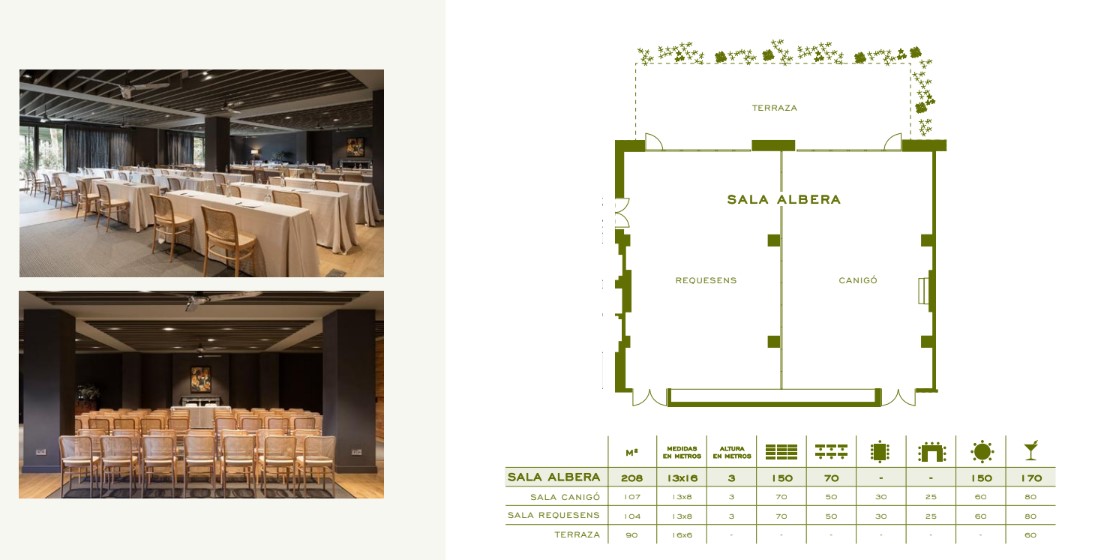 TERRAZA
SALA ALBERA
REQUESENS
CANIGÓ
M²
MEDIDAS EN METROS
ALTURA EN METROS
SALA ALBERA 208 13x16 3 150 70 - - 150 170
SALA CANIGÓ 107 13x8 3 70 50 30 25 60 80
SALA REQUESENS 104 13x8 3 70 50 30 25 60 80
TERRAZA 90 16x6 - - - - - - 60